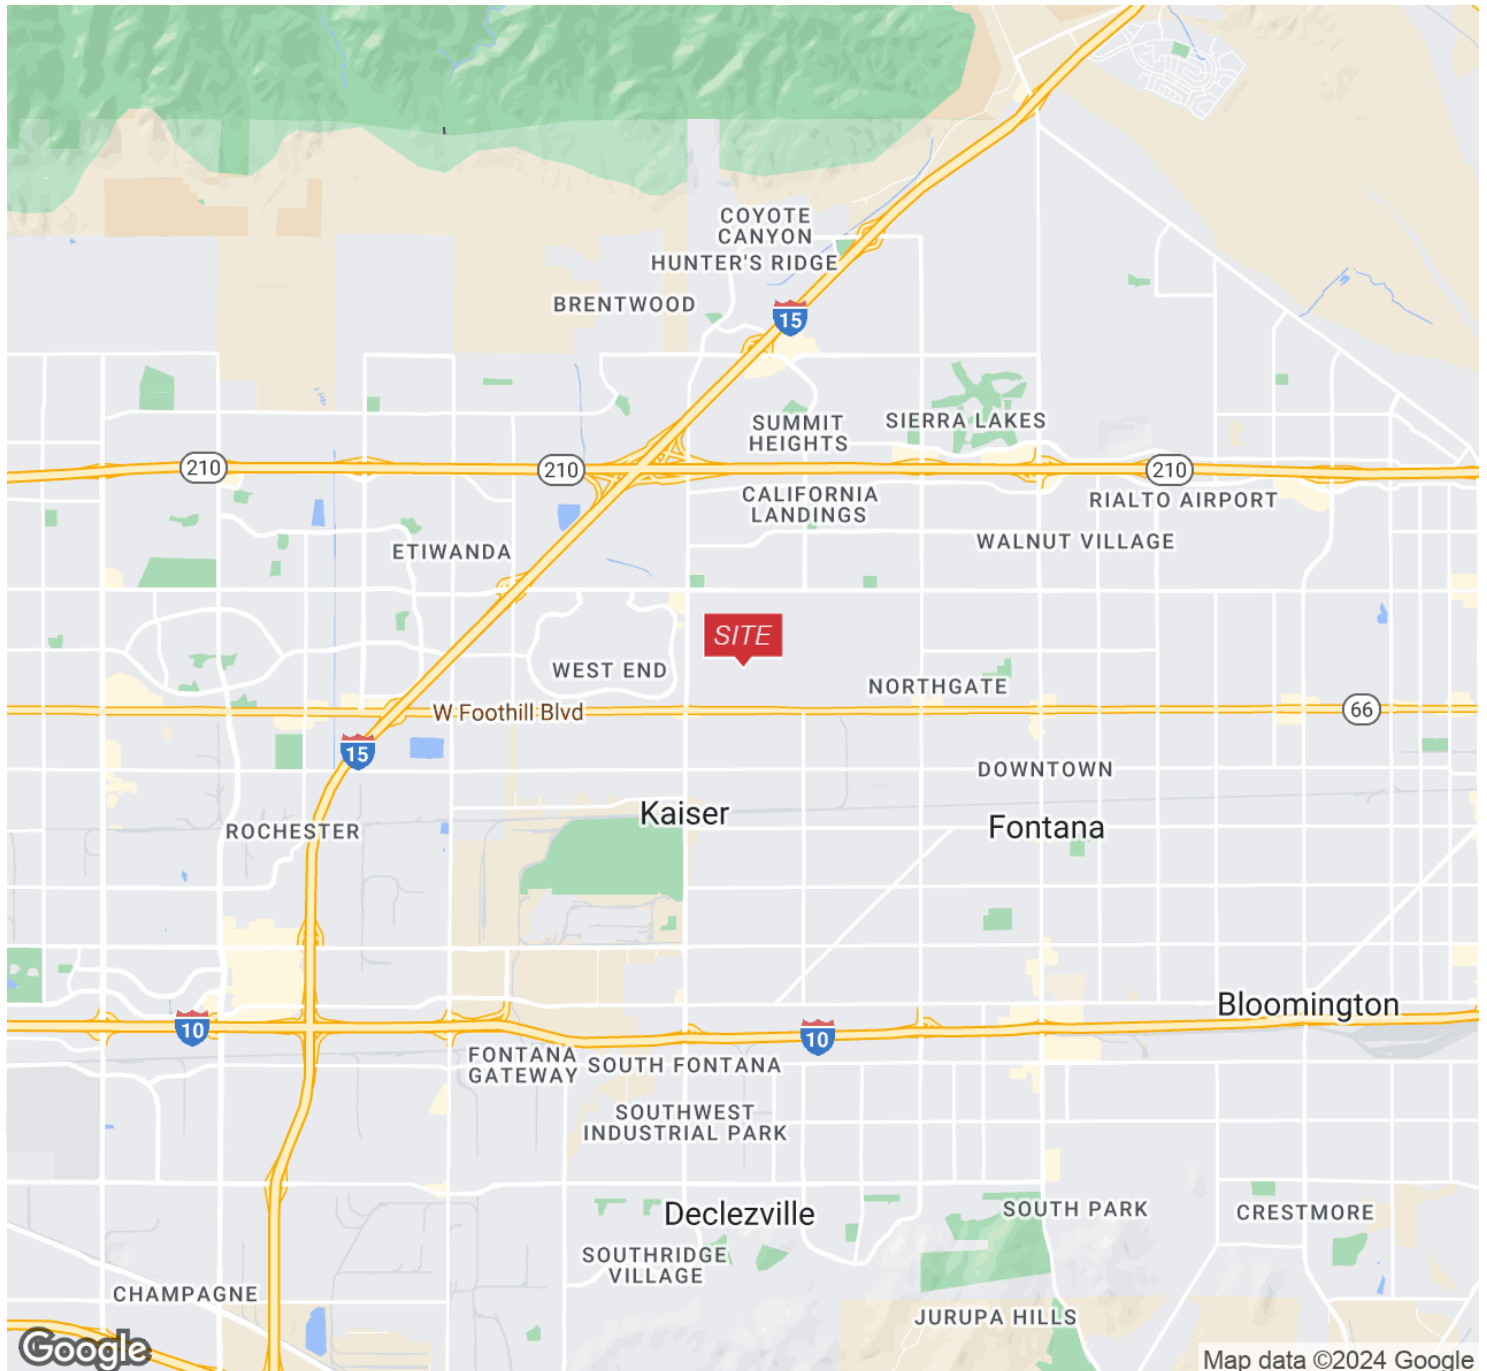 COYOTE
CANYON
HUNTER'S RIDGE
BRENTWOOD
15
SUMMIT
HEIGHTS
SIERRA LAKES
210
210
210
CALIFORNIA
LANDINGS
RIALTO AIRPORT
ETIWANDA
WALNUT VILLAGE
SITE
WEST END
NORTHGATE
W Foothill Blvd
66
15
DOWNTOWN
Kaiser
Fontana
ROCHESTER
Bloomington
10
10
FONTANA
GATEWAY
SOUTH FONTANA
SOUTHWEST
INDUSTRIAL PARK
Declezville
SOUTH PARK
CRESTMORE
SOUTHRIDGE
VILLAGE
CHAMPAGNE
JURUPA HILLS
Google
Map data ©2024 Google